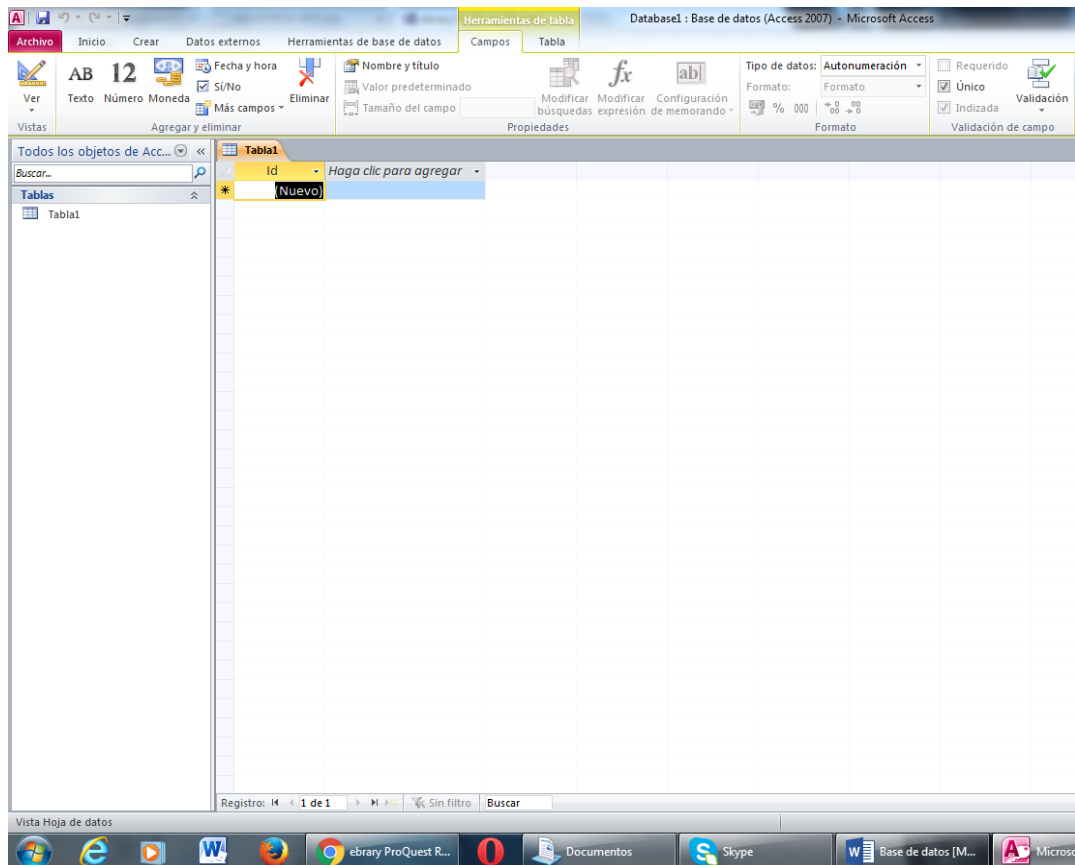 Herramientas de tabla
Database1 : Base de datos (Access 2007) - Microsoft Access
Archivo Inicio Crear Datos externos Herramientas de base de datos Campos Tabla
Ver
Vistas
AB Texto
12 Número
Moneda
Fecha y hora
Sí/No
Más campos
Eliminar
Agregar y eliminar
Nombre y título
Valor predeterminado
Tamaño del campo
Modificar búsquedas
fx
Modificar expresión
ab
Configuración de memorando
Propiedades
Tipo de datos: Autonumeración
Formato: Formato
% 000
Formato
Requerido
Único
Indizada
Validación
Validación de campo
Todos los objetos de Acc... «
Buscar...
Tablas
Tabla1
Tabla1
Id Haga clic para agregar
* (Nuevo)
Registro: 1 de 1 Sin filtro Buscar
Vista Hoja de datos
ebrary ProQuest R... Documentos Skype Base de datos [M... Microso